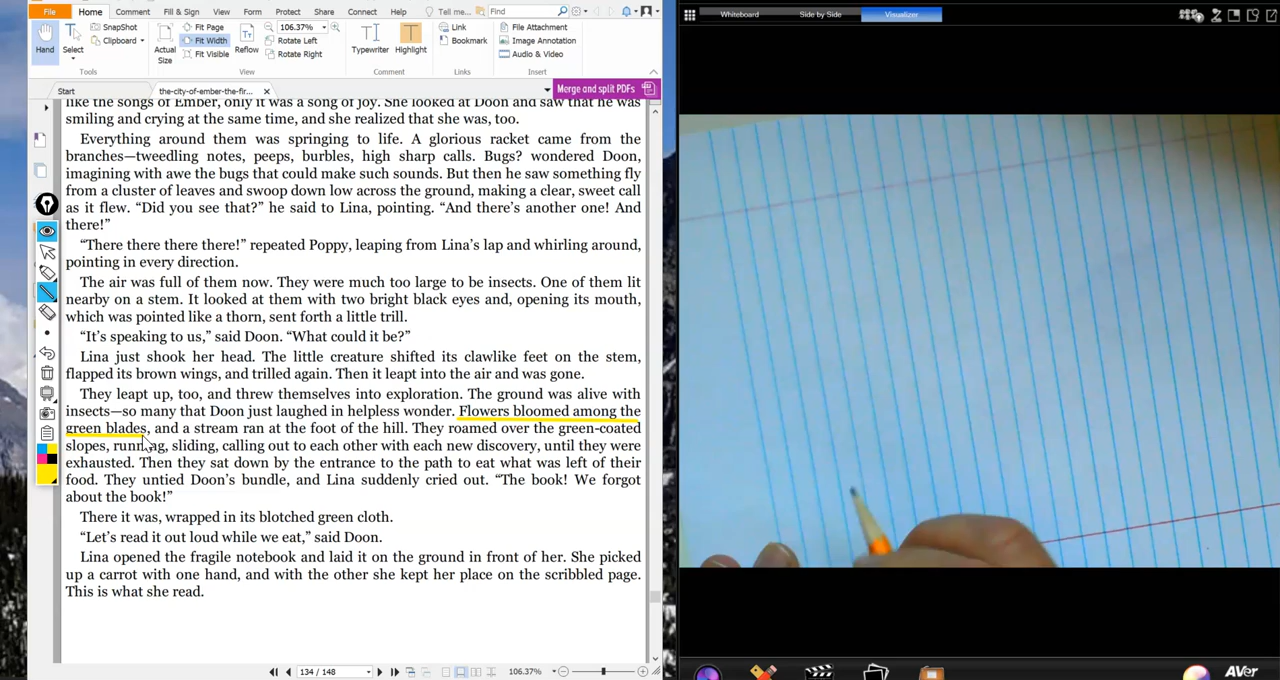 File Home Comment Fill & Sign View Form Protect Share Connect Help Tell me... Find
Hand
Select
SnapShot
Clipboard
Actual Size
Fit Page
Fit Width
Fit Visible
Reflow
106.37%
Rotate Left
Rotate Right
Typewriter
Highlight
Link
Bookmark
File Attachment
Image Annotation
Audio & Video
Tools View Comment Links Insert
Start the-city-of-ember-the-fir... Merge and split PDFs
like the songs of Ember, only it was a song of joy. She looked at Doon and saw that he was
smiling and crying at the same time, and she realized that she was, too.
Everything around them was springing to life. A glorious racket came from the
branches—tweedling notes, peeps, burbles, high sharp calls. Bugs? wondered Doon,
imagining with awe the bugs that could make such sounds. But then he saw something fly
from a cluster of leaves and swoop down low across the ground, making a clear, sweet call
as it flew. “Did you see that?” he said to Lina, pointing. “And there’s another one! And
there!”
“There there there there!” repeated Poppy, leaping from Lina’s lap and whirling around,
pointing in every direction.
The air was full of them now. They were much too large to be insects. One of them lit
nearby on a stem. It looked at them with two bright black eyes and, opening its mouth,
which was pointed like a thorn, sent forth a little trill.
“It’s speaking to us,” said Doon. “What could it be?”
Lina just shook her head. The little creature shifted its clawlike feet on the stem,
flapped its brown wings, and trilled again. Then it leapt into the air and was gone.
They leapt up, too, and threw themselves into exploration. The ground was alive with
insects—so many that Doon just laughed in helpless wonder. Flowers bloomed among the
green blades, and a stream ran at the foot of the hill. They roamed over the green-coated
slopes, running, sliding, calling out to each other with each new discovery, until they were
exhausted. Then they sat down by the entrance to the path to eat what was left of their
food. They untied Doon’s bundle, and Lina suddenly cried out. “The book! We forgot
about the book!”
There it was, wrapped in its blotched green cloth.
“Let’s read it out loud while we eat,” said Doon.
Lina opened the fragile notebook and laid it on the ground in front of her. She picked
up a carrot with one hand, and with the other she kept her place on the scribbled page.
This is what she read.
134 / 148 106.37%
Whiteboard Side by Side Visualizer
AVer